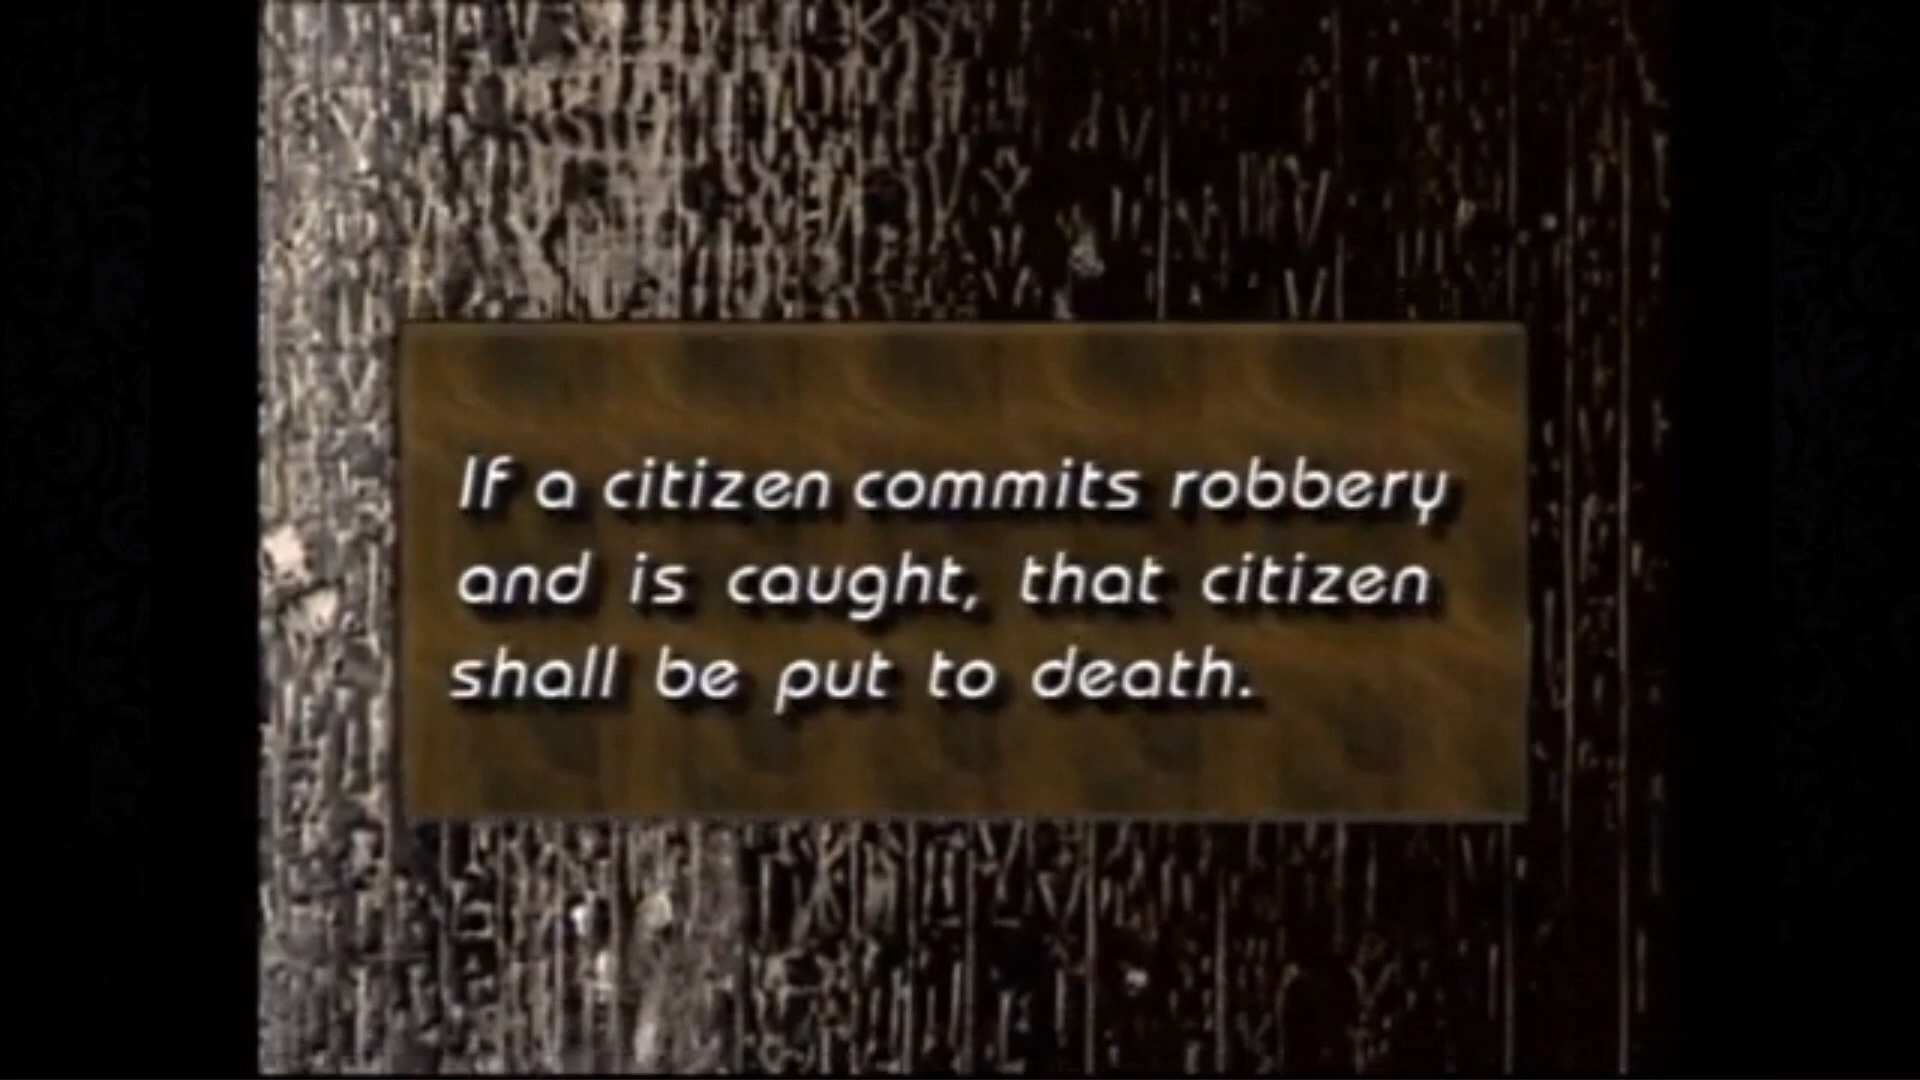 If a citizen commits robbery
and is caught, that citizen
shall be put to death.